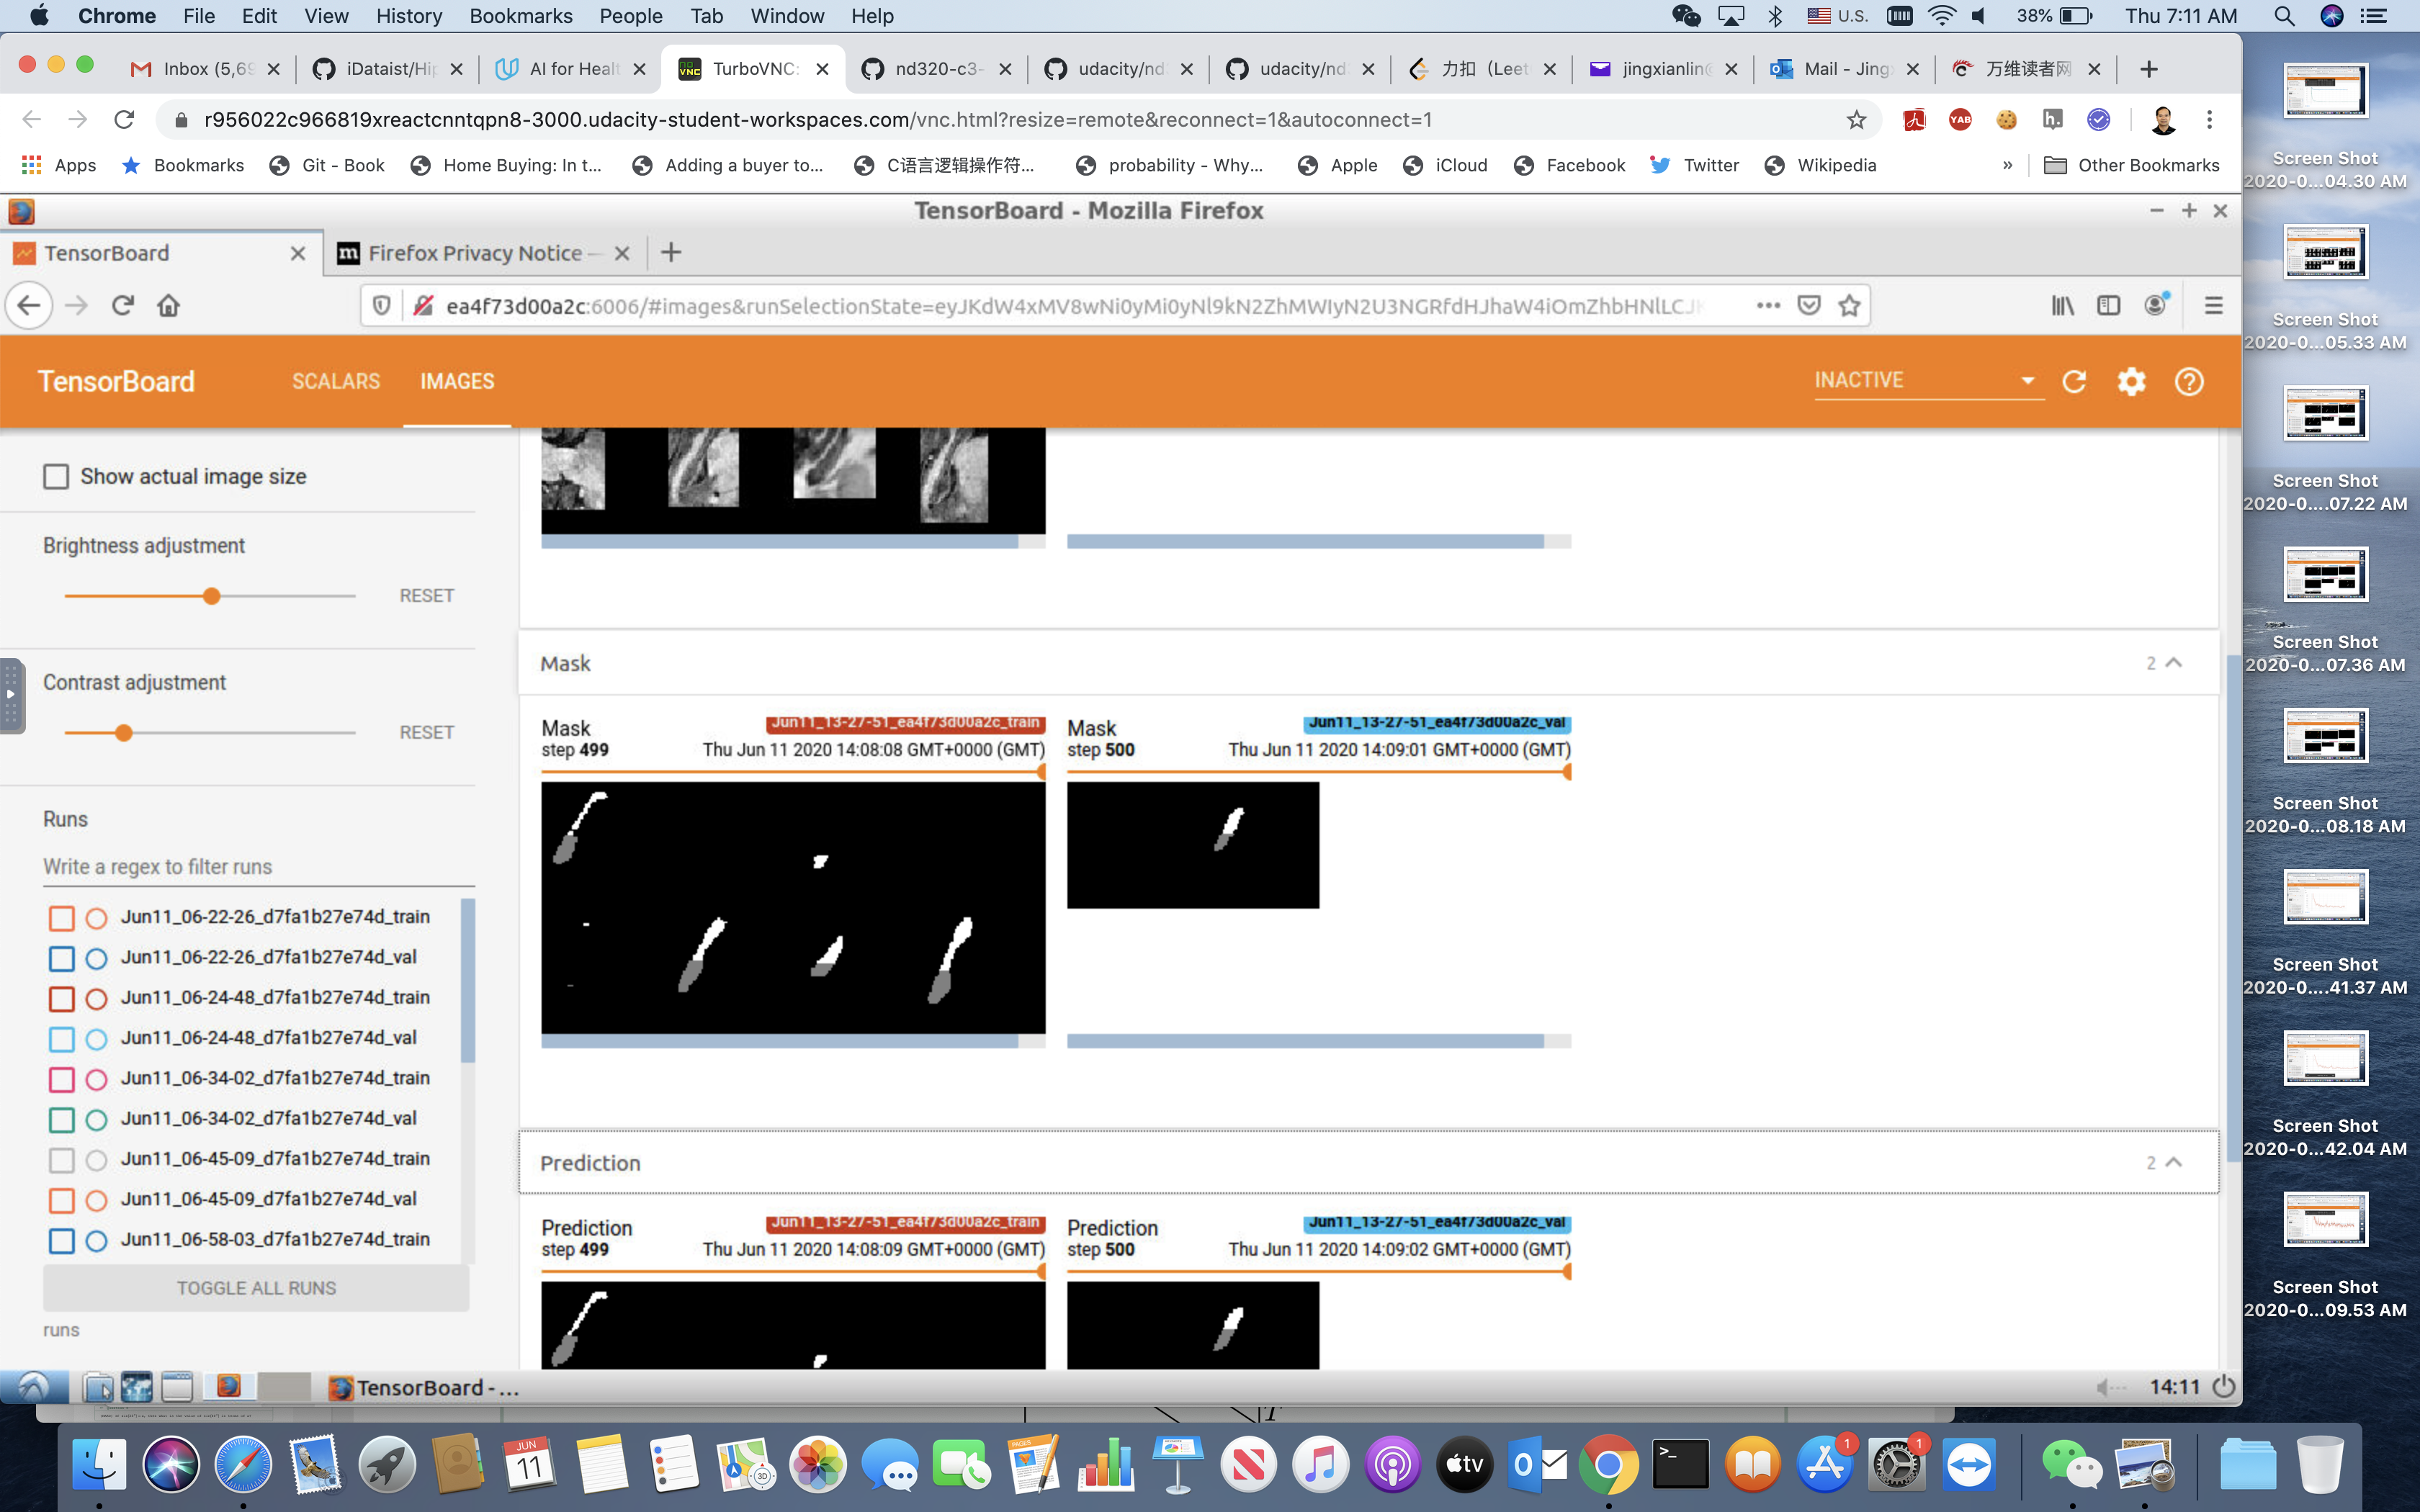 Chrome File Edit View History Bookmarks People Tab Window Help U.S. 38% Thu 7:11 AM
Inbox (5,69 iDataist/Hip AI for Healt TurboVNC: nd320-c3- udacity/nd udacity/nd 力扣（Leet jingxianlin@ Mail - Jing 万维读者网
r956022c966819xreactcnntqpn8-3000.udacity-student-workspaces.com/vnc.html?resize=remote&reconnect=1&autoconnect=1
Apps Bookmarks Git - Book Home Buying: In t... Adding a buyer to... C语言逻辑操作符... probability - Why... Apple iCloud Facebook Twitter Wikipedia » Other Bookmarks
TensorBoard - Mozilla Firefox
TensorBoard Firefox Privacy Notice —
ea4f73d00a2c:6006/#images&runSelectionState=eyJKdW4xMV8wNi0yMi0yNl9kN2ZhMWIyN2U3NGRfdHJhaW4iOmZhbHNlLCJK
TensorBoard SCALARS IMAGES INACTIVE
Show actual image size
Brightness adjustment
RESET
Contrast adjustment
RESET
Runs
Write a regex to filter runs
Jun11_06-22-26_d7fa1b27e74d_train
Jun11_06-22-26_d7fa1b27e74d_val
Jun11_06-24-48_d7fa1b27e74d_train
Jun11_06-24-48_d7fa1b27e74d_val
Jun11_06-34-02_d7fa1b27e74d_train
Jun11_06-34-02_d7fa1b27e74d_val
Jun11_06-45-09_d7fa1b27e74d_train
Jun11_06-45-09_d7fa1b27e74d_val
Jun11_06-58-03_d7fa1b27e74d_train
TOGGLE ALL RUNS
runs
Mask 2
Mask Jun11_13-27-51_ea4f73d00a2c_train
step 499 Thu Jun 11 2020 14:08:08 GMT+0000 (GMT)
Mask Jun11_13-27-51_ea4f73d00a2c_val
step 500 Thu Jun 11 2020 14:09:01 GMT+0000 (GMT)
Prediction 2
Prediction Jun11_13-27-51_ea4f73d00a2c_train
step 499 Thu Jun 11 2020 14:08:09 GMT+0000 (GMT)
Prediction Jun11_13-27-51_ea4f73d00a2c_val
step 500 Thu Jun 11 2020 14:09:02 GMT+0000 (GMT)
TensorBoard - ... 14:11
Screen Shot
2020-0...04.30 AM
Screen Shot
2020-0...05.33 AM
Screen Shot
2020-0....07.22 AM
Screen Shot
2020-0...07.36 AM
Screen Shot
2020-0...08.18 AM
Screen Shot
2020-0....41.37 AM
Screen Shot
2020-0...42.04 AM
Screen Shot
2020-0...09.53 AM
JUN
11
PAGES
3D
tv
1
1